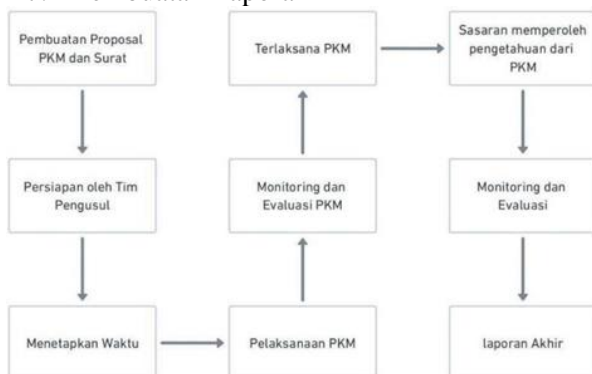 Pembuatan Proposal
PKM dan Surat
Persiapan oleh Tim
Pengusul
Menetapkan Waktu
Pelaksanaan PKM
Monitoring dan
Evaluasi PKM
Terlaksana PKM
Sasaran memperoleh
pengetahuan dari
PKM
Monitoring dan
Evaluasi
laporan Akhir